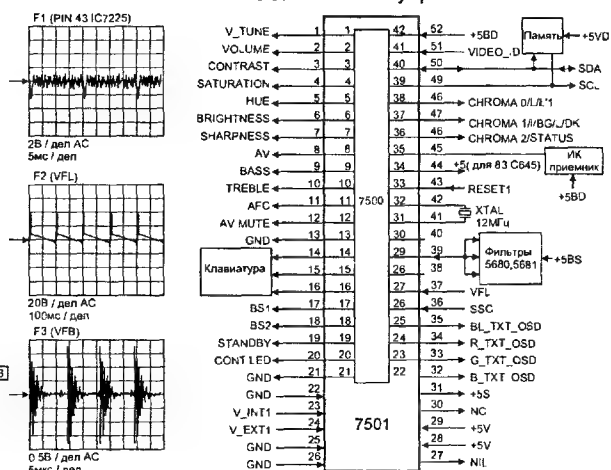 F1 (PIN 43 IC7225)
2В / дел AC
5мс / дел
F2 (VFL)
20В / дел AC
100мс / дел
F3 (VFB)
0.5В / дел AC
5мкс / дел
В
V_TUNE 1 1 42 52 +5BD
VOLUME 2 2 41 51 VIDEO_ID
CONTRAST 3 3 40 50 SDA
SATURATION 4 4 39 49 SCL
HUE 5 5 38 46 CHROMA 0/L/L'1
BRIGHTNESS 6 6 37 47 CHROMA 1/I/BG/L/DK
SHARPNESS 7 7 36 46 CHROMA 2/STATUS
AV 8 8 35 45
BASS 9 9 34 44 +5( для 83 C645)
TREBLE 10 10 33 43 RESET1
AFC 11 11 32 42
AV MUTE 12 12 31 41
GND 13 13 30 40
14 14 29 39
15 15 26 38
16 16 27 37 VFL
BS1 17 17 26 36 SSC
BS2 18 18 25 35 BL_TXT_OSD
STANDBY 19 19 24 34 R_TXT_OSD
CONT LED 20 20 23 33 G_TXT_OSD
GND 21 21 22 32 B_TXT OSD
GND 22 31 +5S
V_INT1 23 30 NC
V_EXT1 24 29 +5V
GND 25 28 +5V
GND 26 27 NIL
Клавиатура
7500
7501
Память
+5VD
ИК
приемник
+5BD
XTAL
12МГц
Фильтры
5680,5681
+5BS